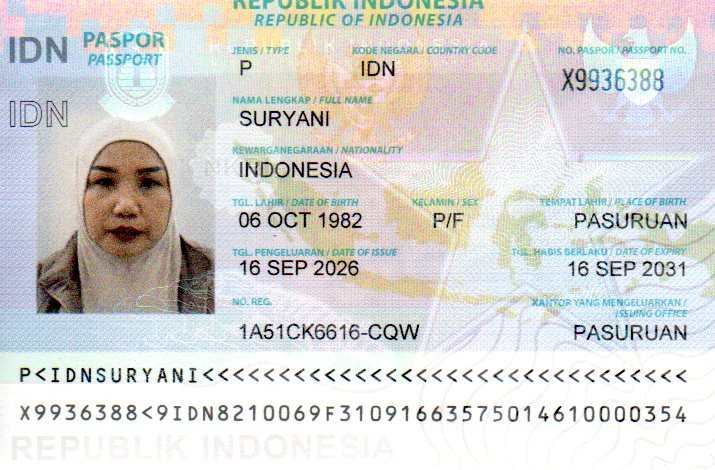 REPUBLIK INDONESIA
REPUBLIC OF INDONESIA
IDN PASPOR
PASSPORT
JENIS / TYPE KODE NEGARA / COUNTRY CODE NO. PASPOR / PASSPORT NO.
P IDN X9936388
IDN
NAMA LENGKAP / FULL NAME
SURYANI
KEWARGANEGARAAN / NATIONALITY
INDONESIA
TGL. LAHIR / DATE OF BIRTH KELAMIN / SEX TEMPAT LAHIR / PLACE OF BIRTH
06 OCT 1982 P/F PASURUAN
TGL. PENGELUARAN / DATE OF ISSUE TGL. HABIS BERLAKU / DATE OF EXPIRY
16 SEP 2026 16 SEP 2031
NO. REG. KANTOR YANG MENGELUARKAN /
ISSUING OFFICE
1A51CK6616-CQW PASURUAN
P<IDNSURYANI<<<<<<<<<<<<<<<<<<<<<<<<<<<<<<<<
X9936388<9IDN8210069F31091663575014610000354
REPUBLIK INDONESIA